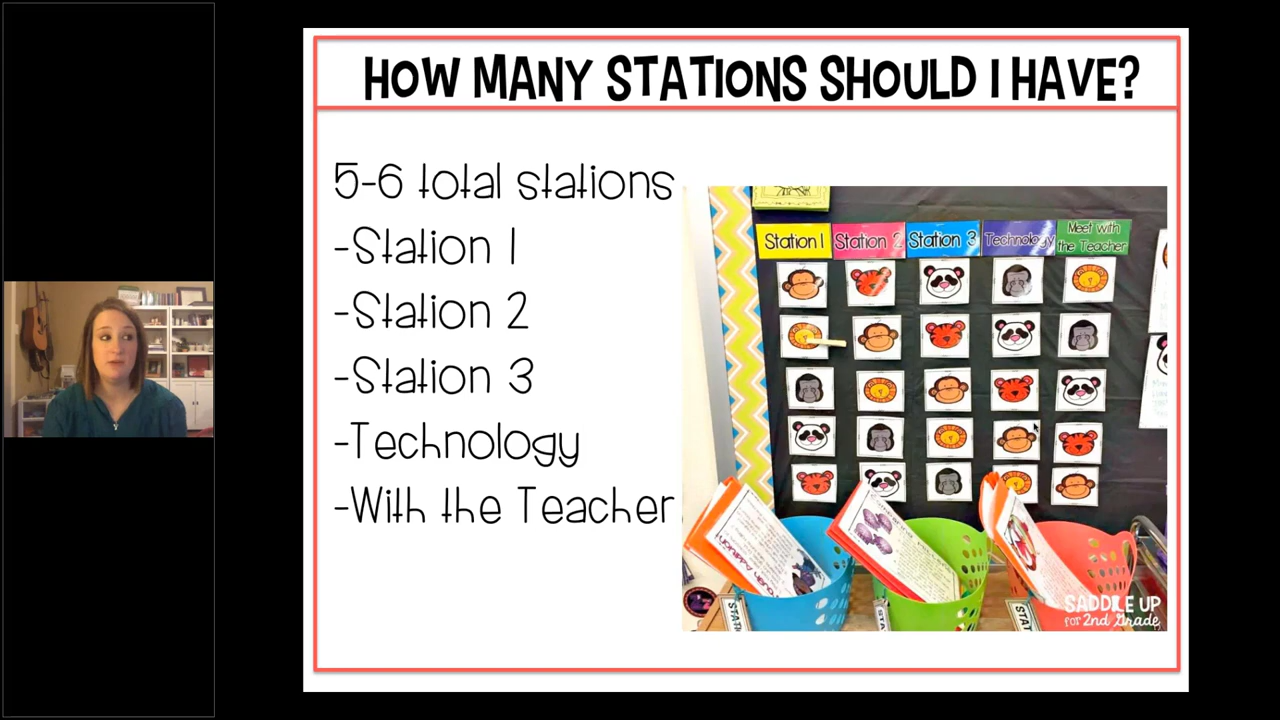 HOW MANY STATIONS SHOULD I HAVE?
5-6 total stations
-Station 1
-Station 2
-Station 3
-Technology
-With the Teacher
Station 1
Station 2
Station 3
Technology
Meet with
the Teacher
SADDLE UP
for 2nd Grade